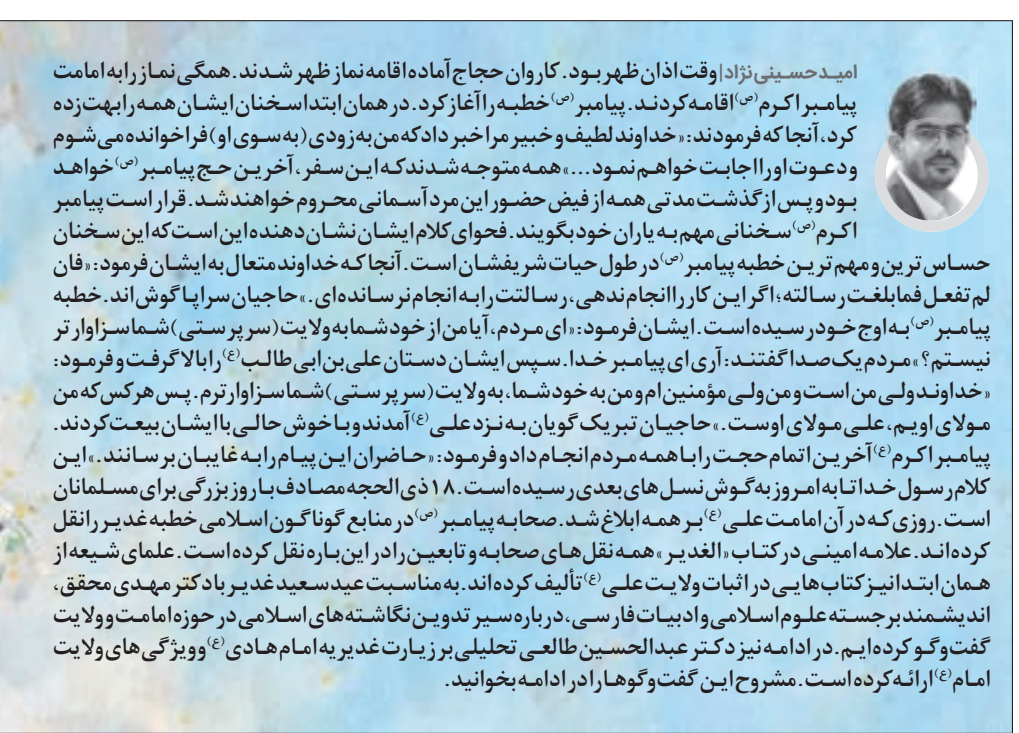 امیدحسینی‌نژاد|وقت اذان ظهر بود. کاروان حجاج آماده اقامه نماز ظهر شدند. همگی نماز را به امامت
پیامبر اکرم(ص) اقامه کردند. پیامبر(ص) خطبه را آغاز کرد. در همان ابتدا سخنان ایشان همه را بهت زده
کرد، آنجا که فرمودند: «خداوند لطیف و خبیر مرا خبر داد که من به زودی (به سوی او) فراخوانده می‌شوم
و دعوت او را اجابت خواهم نمود...» همه متوجه شدند که این سفر، آخرین حج پیامبر(ص) خواهد
بود و پس از گذشت مدتی همه از فیض حضور این مرد آسمانی محروم خواهند شد. قرار است پیامبر
اکرم(ص) سخنانی مهم به یاران خود بگویند. فحوای کلام ایشان نشان دهنده این است که این سخنان
حساس ترین و مهم ترین خطبه پیامبر(ص) در طول حیات شریفشان است. آنجا که خداوند متعال به ایشان فرمود: «فان
لم تفعل فما بلغت رسالته؛ اگر این کار را انجام ندهی، رسالتت را به انجام نرسانده‌ای.» حاجیان سراپا گوش‌اند. خطبه
پیامبر(ص) به اوج خود رسیده است. ایشان فرمود: «ای مردم، آیا من از خود شما به ولایت (سرپرستی) شما سزاوارتر
نیستم؟» مردم یک صدا گفتند: آری ای پیامبر خدا. سپس ایشان دستان علی بن ابی طالب(ع) را بالا گرفت و فرمود:
«خداوند ولی من است و من ولی مؤمنین ام و من به خود شما، به ولایت (سرپرستی) شما سزاوارترم. پس هرکس که من
مولای اویم، علی مولای اوست.» حاجیان تبریک گویان به نزد علی(ع) آمدند و با خوش حالی با ایشان بیعت کردند.
پیامبر اکرم(ع) آخرین اتمام حجت را با همه مردم انجام داد و فرمود: «حاضران این پیام را به غایبان برسانند.» این
کلام رسول خدا تا به امروز به گوش نسل‌های بعدی رسیده است. ۱۸ ذی الحجه مصادف با روز بزرگی برای مسلمانان
است. روزی که در آن امامت علی(ع) بر همه ابلاغ شد. صحابه پیامبر(ص) در منابع گوناگون اسلامی خطبه غدیر را نقل
کرده‌اند. علامه امینی در کتاب «الغدیر» همه نقل‌های صحابه و تابعین را در این باره نقل کرده است. علمای شیعه از
همان ابتدا نیز کتاب‌هایی در اثبات ولایت علی(ع) تألیف کرده‌اند. به مناسبت عید سعید غدیر با دکتر مهدی محقق،
اندیشمند برجسته علوم اسلامی و ادبیات فارسی، درباره سیر تدوین نگاشته‌های اسلامی در حوزه امامت و ولایت
گفت‌وگو کرده‌ایم. در ادامه نیز دکتر عبدالحسین طالعی تحلیلی بر زیارت غدیریه امام هادی(ع) و ویژگی‌های ولایت
امام(ع) ارائه کرده است. مشروح این گفت‌وگوها را در ادامه بخوانید.